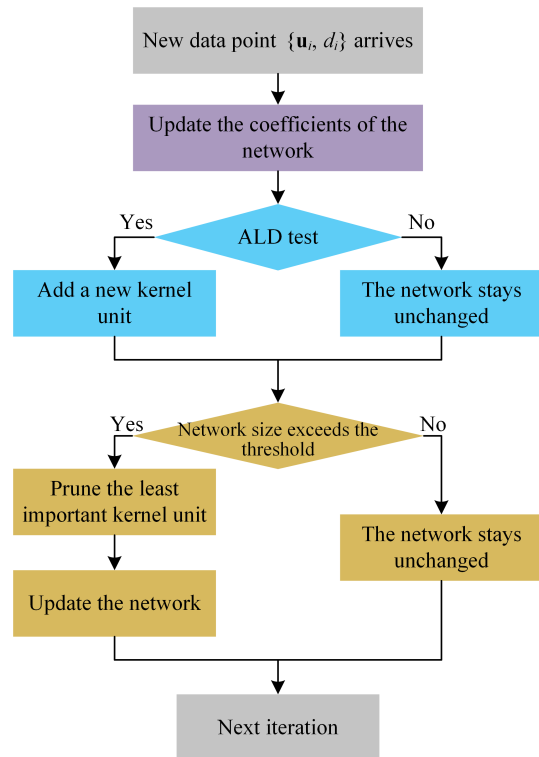 New data point {uᵢ, dᵢ} arrives
Update the coefficients of the
network
Yes
No
ALD test
Add a new kernel
unit
The network stays
unchanged
Yes
No
Network size exceeds the
threshold
Prune the least
important kernel unit
The network stays
unchanged
Update the network
Next iteration